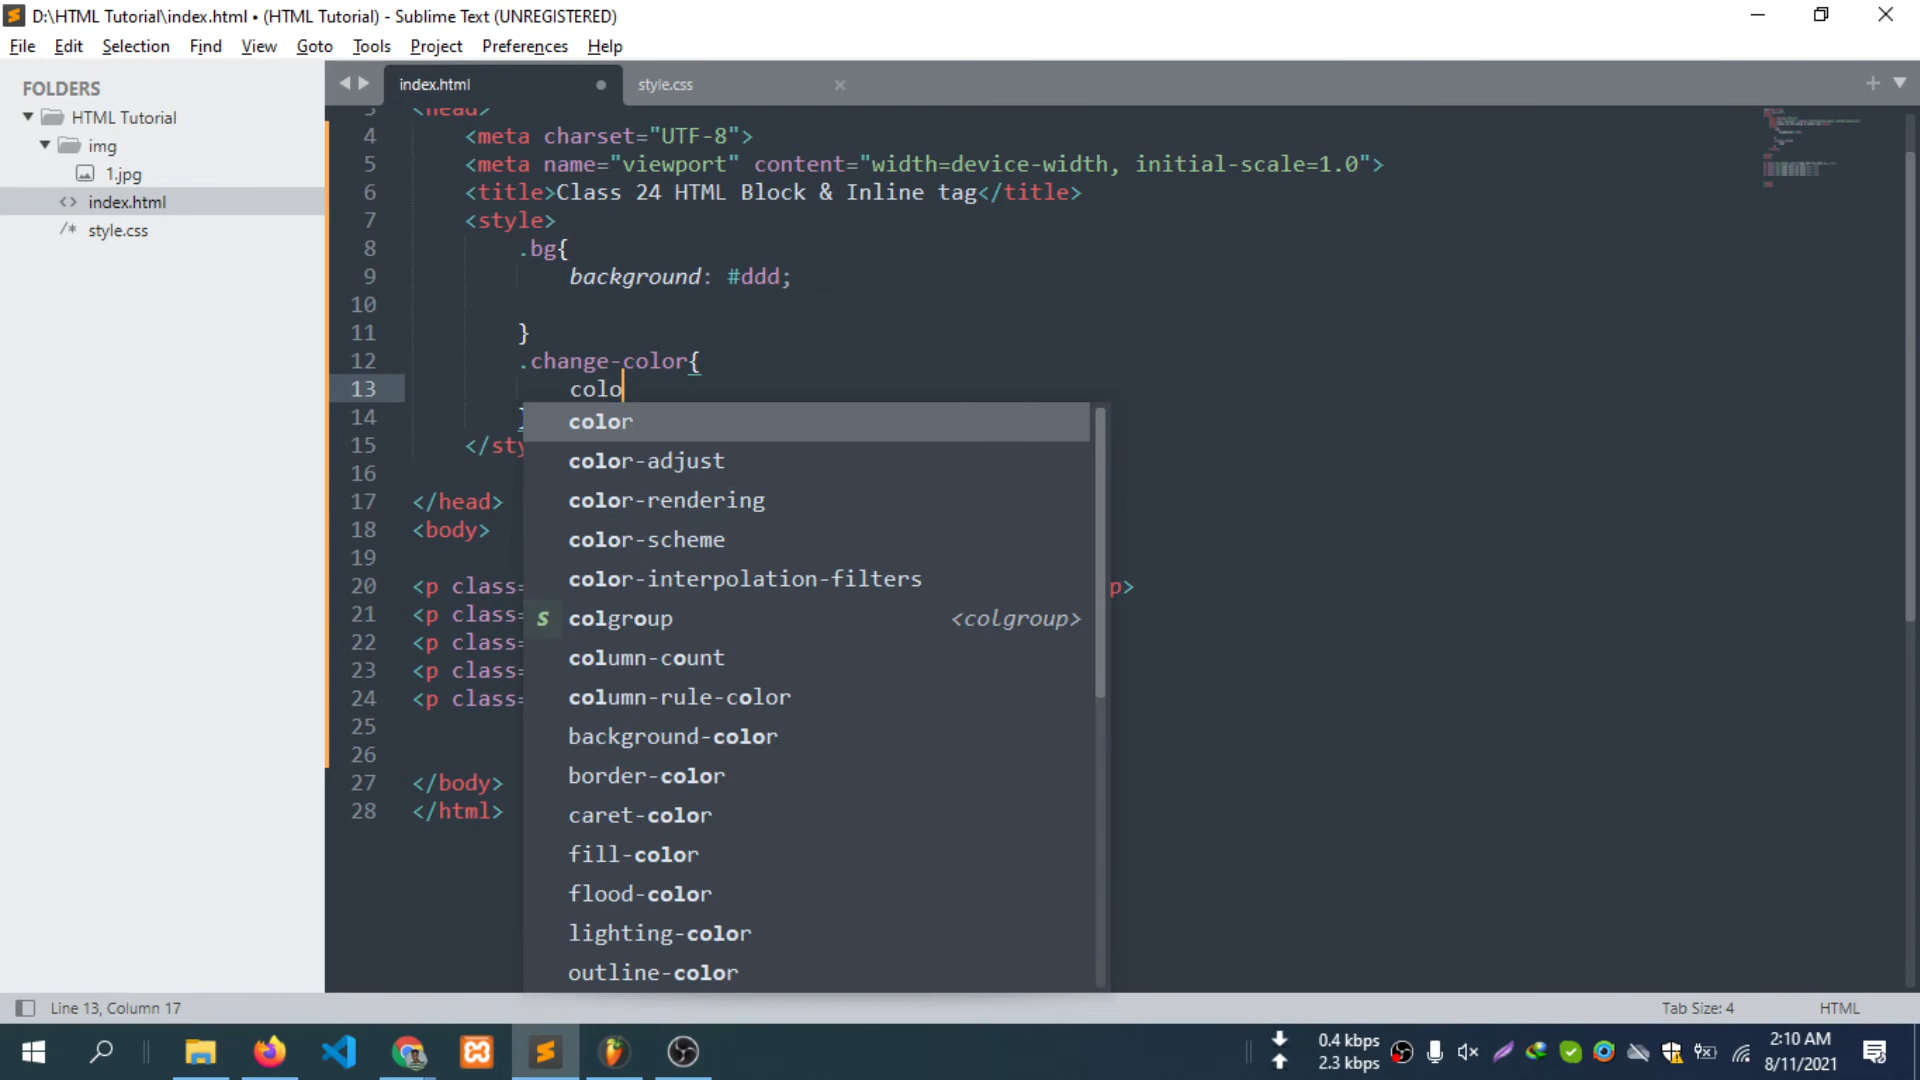 D:\HTML Tutorial\index.html • (HTML Tutorial) - Sublime Text (UNREGISTERED)
File Edit Selection Find View Goto Tools Project Preferences Help
FOLDERS
HTML Tutorial
img
1.jpg
index.html
style.css
index.html
style.css
3 <head>
4 <meta charset="UTF-8">
5 <meta name="viewport" content="width=device-width, initial-scale=1.0">
6 <title>Class 24 HTML Block & Inline tag</title>
7 <style>
8 .bg{
9 background: #ddd;
10
11 }
12 .change-color{
13 colo
14 }
15 </sty
16
17 </head>
18 <body>
19
20 <p class= p>
21 <p class=
22 <p class=
23 <p class=
24 <p class=
25
26
27 </body>
28 </html>
color
color-adjust
color-rendering
color-scheme
color-interpolation-filters
S colgroup <colgroup>
column-count
column-rule-color
background-color
border-color
caret-color
fill-color
flood-color
lighting-color
outline-color
Line 13, Column 17
Tab Size: 4
HTML
0.4 kbps
2.3 kbps
2:10 AM
8/11/2021